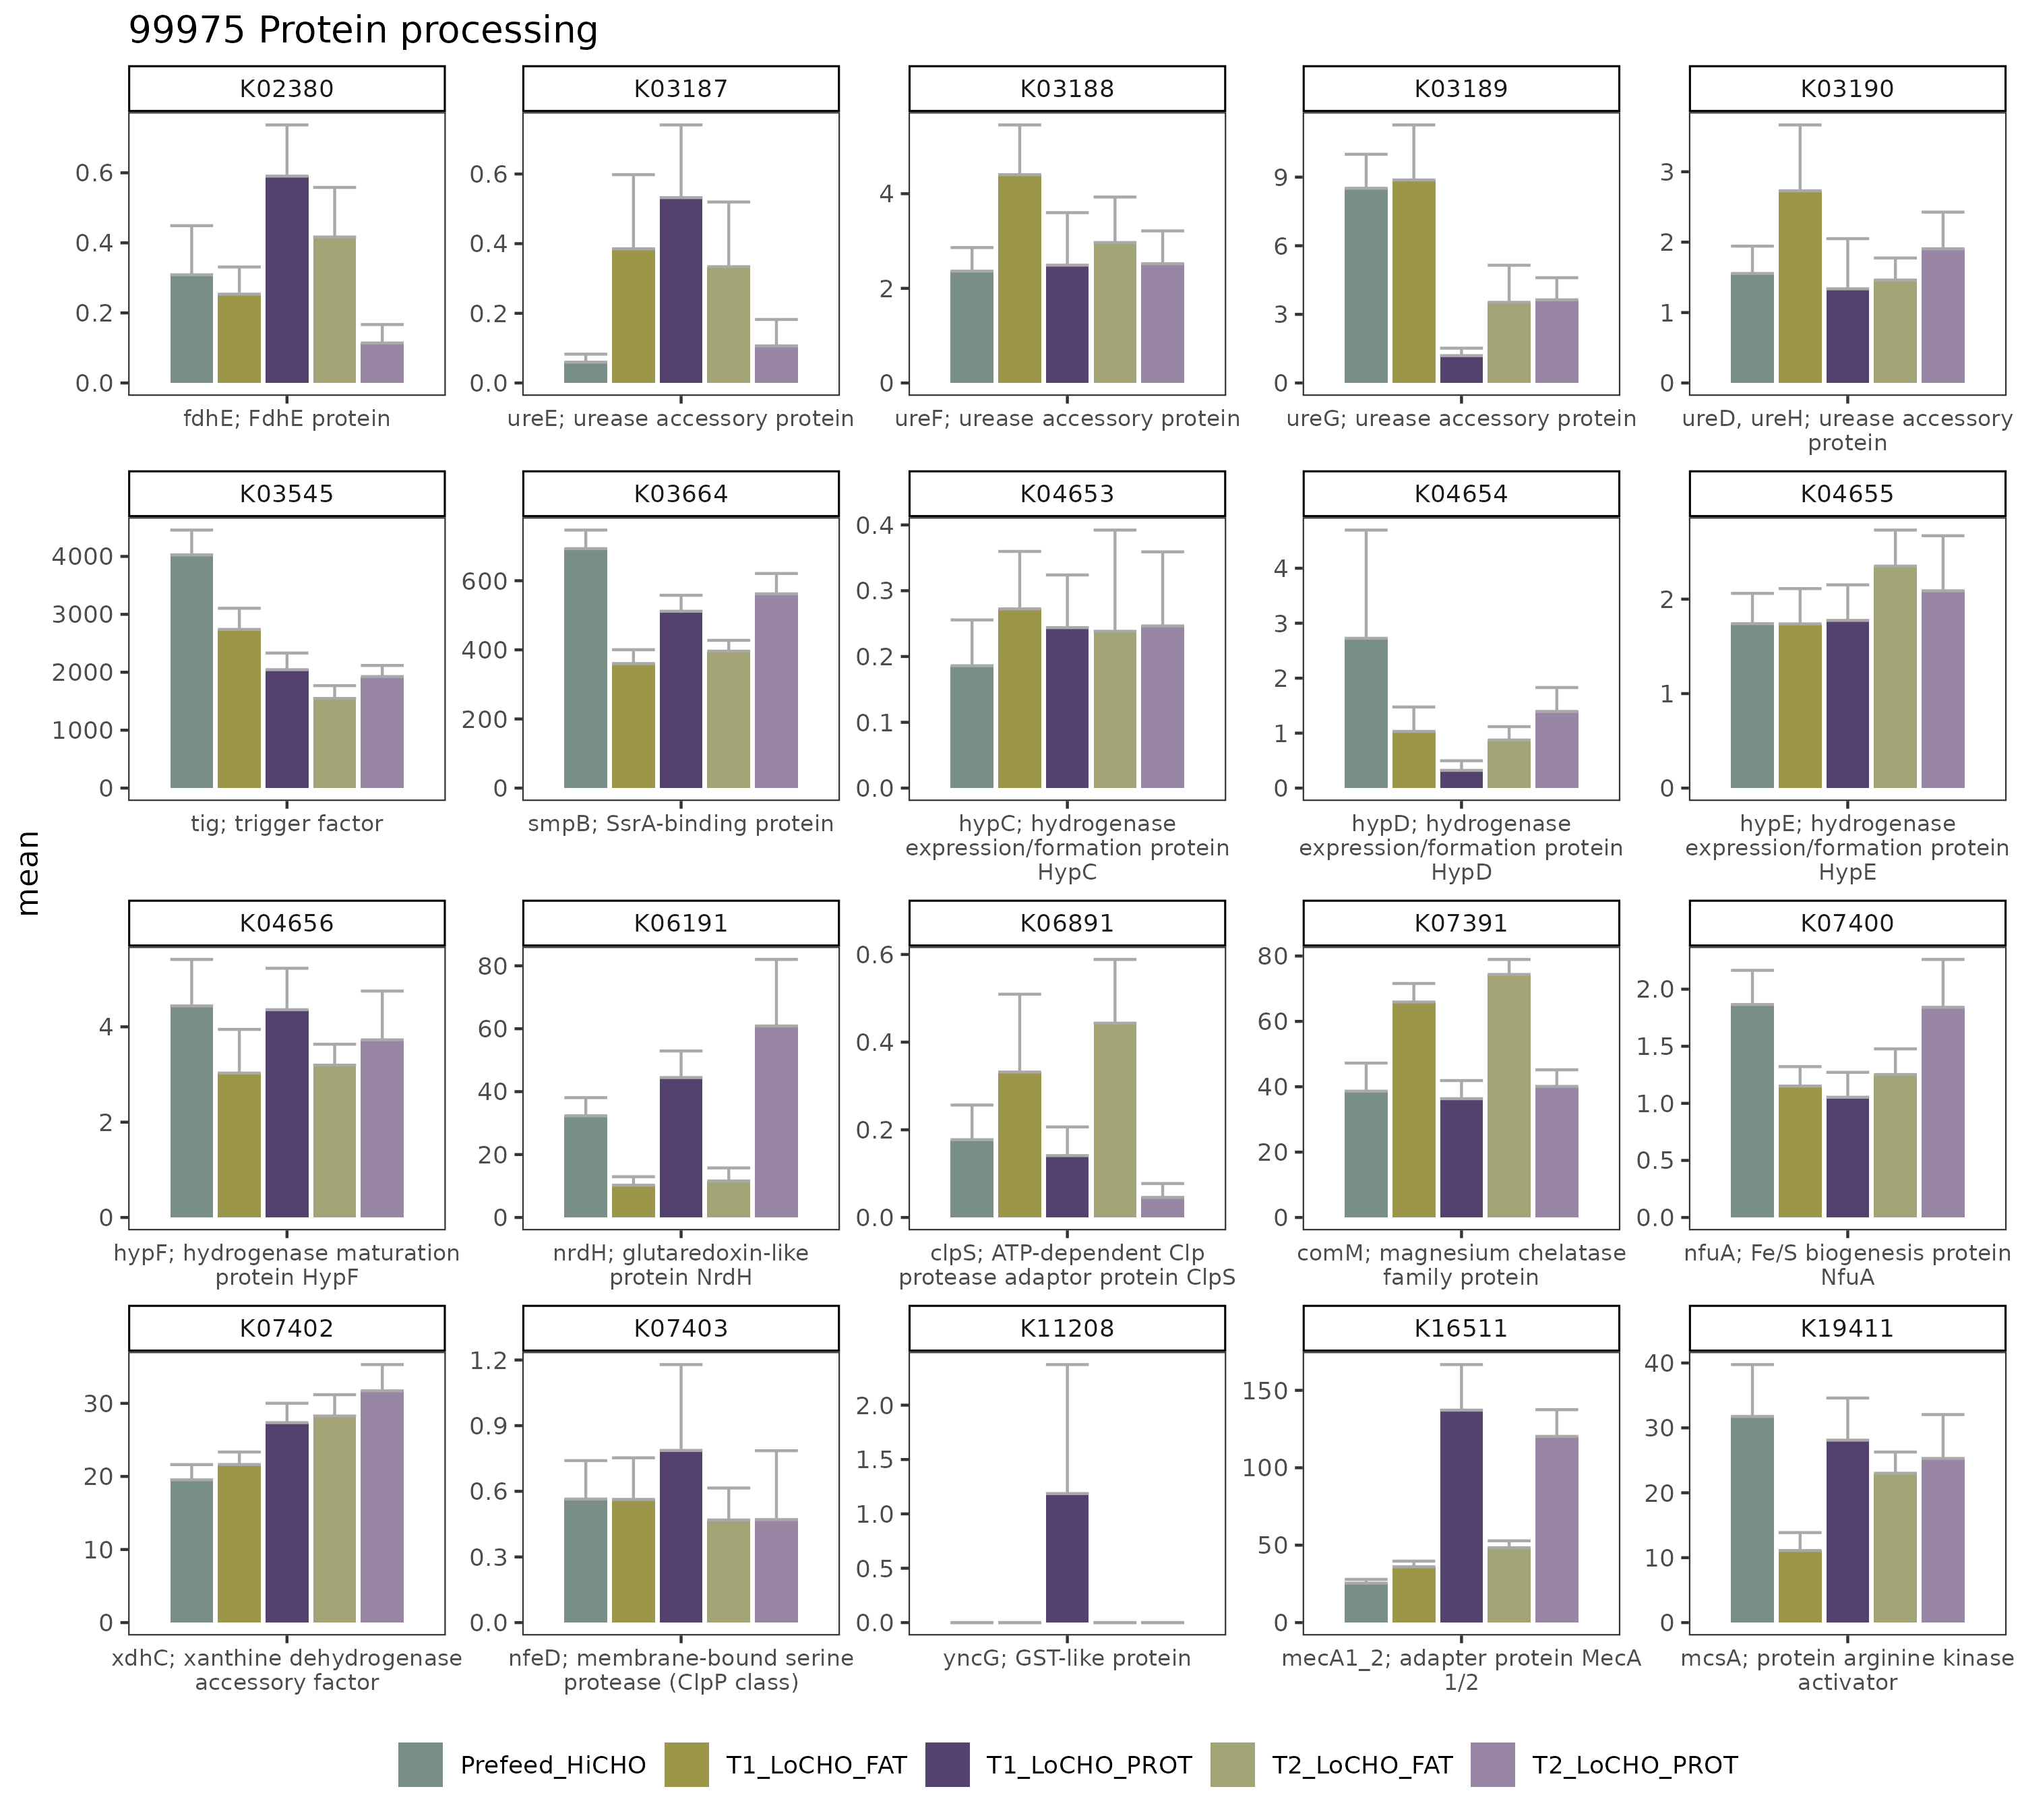 99975 Protein processing
K02380
K03187
K03188
K03189
K03190
0.6
0.4
0.2
0.0
0.6
0.4
0.2
0.0
4
2
0
9
6
3
0
3
2
1
0
fdhE; FdhE protein
ureE; urease accessory protein
ureF; urease accessory protein
ureG; urease accessory protein
ureD, ureH; urease accessory
protein
K03545
K03664
K04653
K04654
K04655
4000
3000
2000
1000
0
600
400
200
0
0.4
0.3
0.2
0.1
0.0
4
3
2
1
0
2
1
0
tig; trigger factor
smpB; SsrA-binding protein
hypC; hydrogenase
expression/formation protein
HypC
hypD; hydrogenase
expression/formation protein
HypD
hypE; hydrogenase
expression/formation protein
HypE
mean
K04656
K06191
K06891
K07391
K07400
4
2
0
80
60
40
20
0
0.6
0.4
0.2
0.0
80
60
40
20
0
2.0
1.5
1.0
0.5
0.0
hypF; hydrogenase maturation
protein HypF
nrdH; glutaredoxin-like
protein NrdH
clpS; ATP-dependent Clp
protease adaptor protein ClpS
comM; magnesium chelatase
family protein
nfuA; Fe/S biogenesis protein
NfuA
K07402
K07403
K11208
K16511
K19411
30
20
10
0
1.2
0.9
0.6
0.3
0.0
2.0
1.5
1.0
0.5
0.0
150
100
50
0
40
30
20
10
0
xdhC; xanthine dehydrogenase
accessory factor
nfeD; membrane-bound serine
protease (ClpP class)
yncG; GST-like protein
mecA1_2; adapter protein MecA
1/2
mcsA; protein arginine kinase
activator
Prefeed_HiCHO
T1_LoCHO_FAT
T1_LoCHO_PROT
T2_LoCHO_FAT
T2_LoCHO_PROT